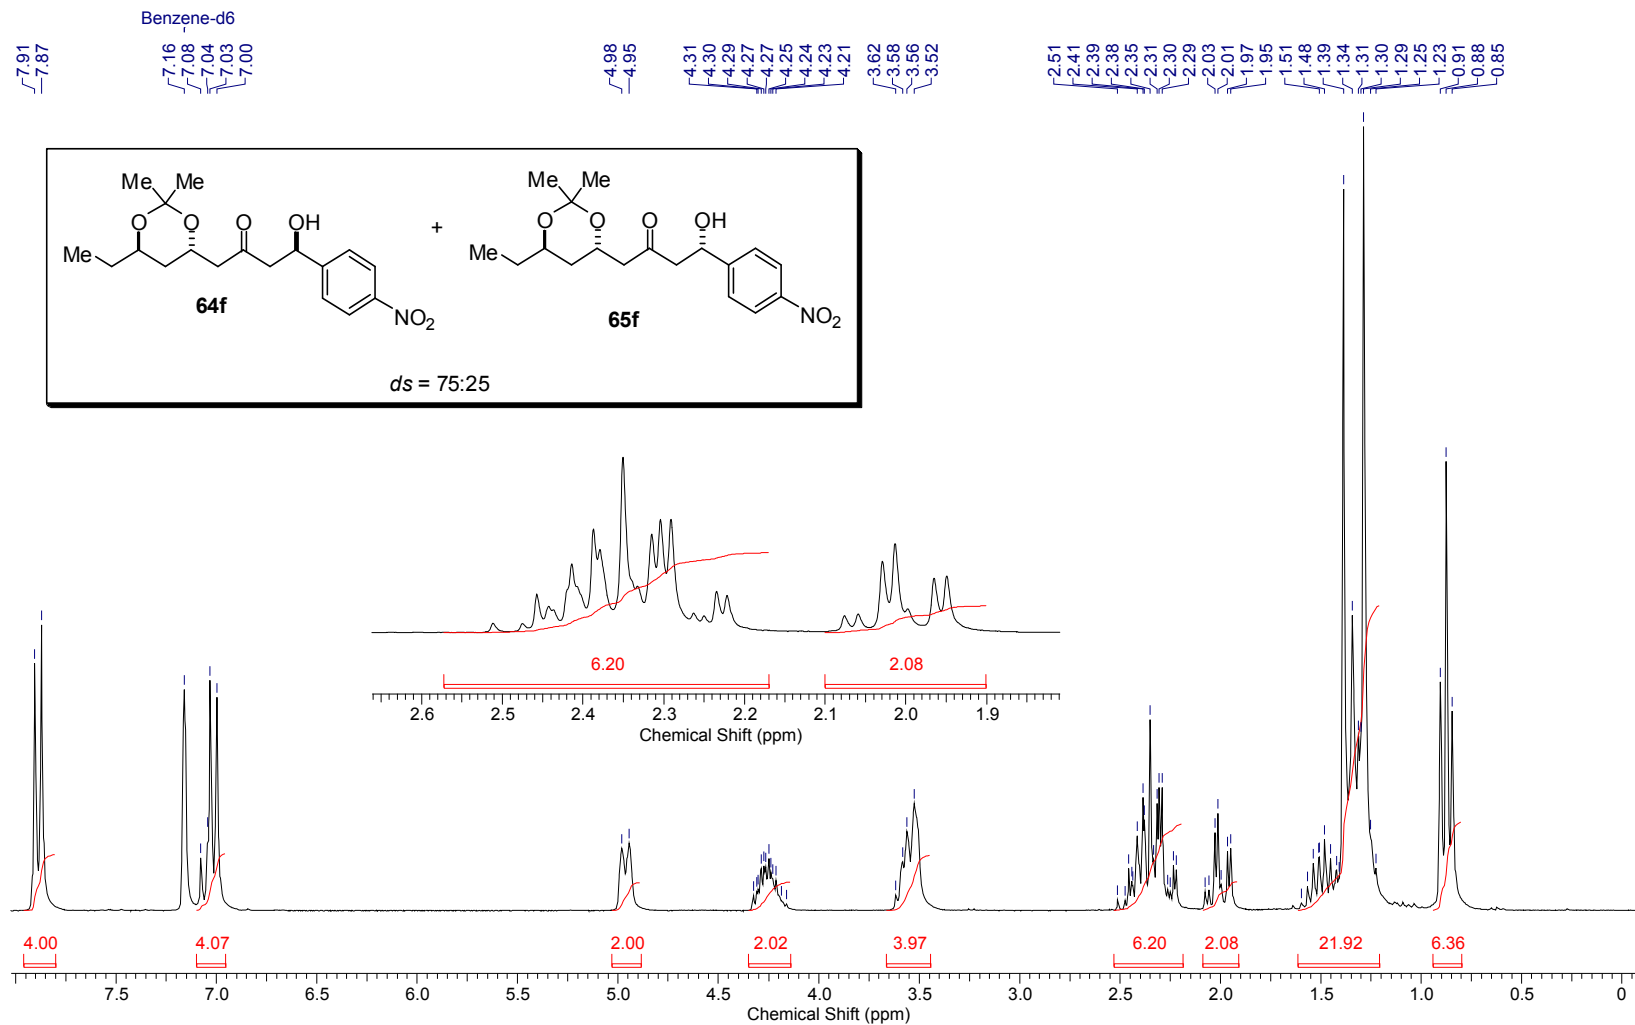 Benzene-d6
7.91
7.87
7.16
7.08
7.04
7.03
7.00
4.98
4.95
4.31
4.30
4.29
4.27
4.27
4.25
4.24
4.23
4.21
3.62
3.58
3.56
3.52
2.51
2.41
2.39
2.38
2.35
2.31
2.30
2.29
2.03
2.01
1.97
1.95
1.51
1.48
1.39
1.34
1.31
1.30
1.29
1.25
1.23
0.91
0.88
0.85
Me Me
O O O OH
Me
64f
NO2
+
Me Me
O O O OH
Me
65f
NO2
ds = 75:25
6.20 2.08
2.6 2.5 2.4 2.3 2.2 2.1 2.0 1.9
Chemical Shift (ppm)
4.00 4.07 2.00 2.02 3.97 6.20 2.08 21.92 6.36
7.5 7.0 6.5 6.0 5.5 5.0 4.5 4.0 3.5 3.0 2.5 2.0 1.5 1.0 0.5 0
Chemical Shift (ppm)